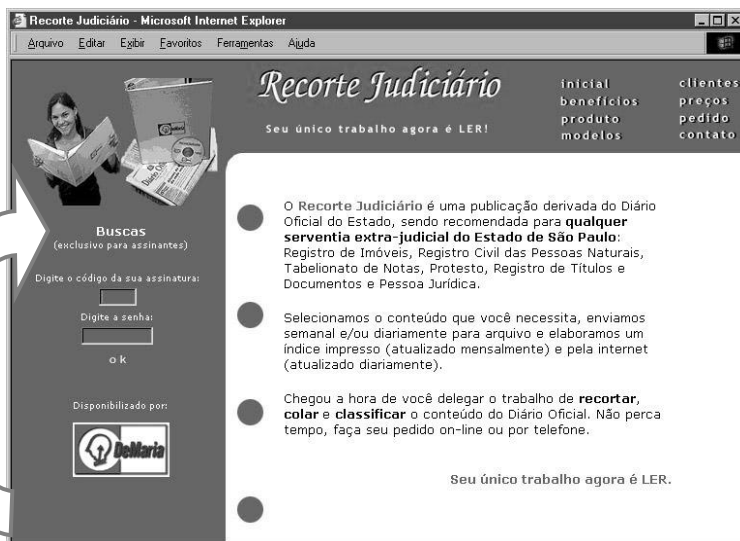 Recorte Judiciário - Microsoft Internet Explorer
Arquivo Editar Exibir Favoritos Ferramentas Ajuda
Recorte Judiciário
Seu único trabalho agora é LER!
inicial
benefícios
produto
modelos
clientes
preços
pedido
contato
DeMaria
Diário Oficial
Buscas
(exclusivo para assinantes)
Digite o código da sua assinatura:
Digite a senha:
ok
Disponibilizado por:
DeMaria
O Recorte Judiciário é uma publicação derivada do Diário
Oficial do Estado, sendo recomendada para qualquer
serventia extra-judicial do Estado de São Paulo:
Registro de Imóveis, Registro Civil das Pessoas Naturais,
Tabelionato de Notas, Protesto, Registro de Títulos e
Documentos e Pessoa Jurídica.
Selecionamos o conteúdo que você necessita, enviamos
semanal e/ou diariamente para arquivo e elaboramos um
índice impresso (atualizado mensalmente) e pela internet
(atualizado diariamente).
Chegou a hora de você delegar o trabalho de recortar,
colar e classificar o conteúdo do Diário Oficial. Não perca
tempo, faça seu pedido on-line ou por telefone.
Seu único trabalho agora é LER.